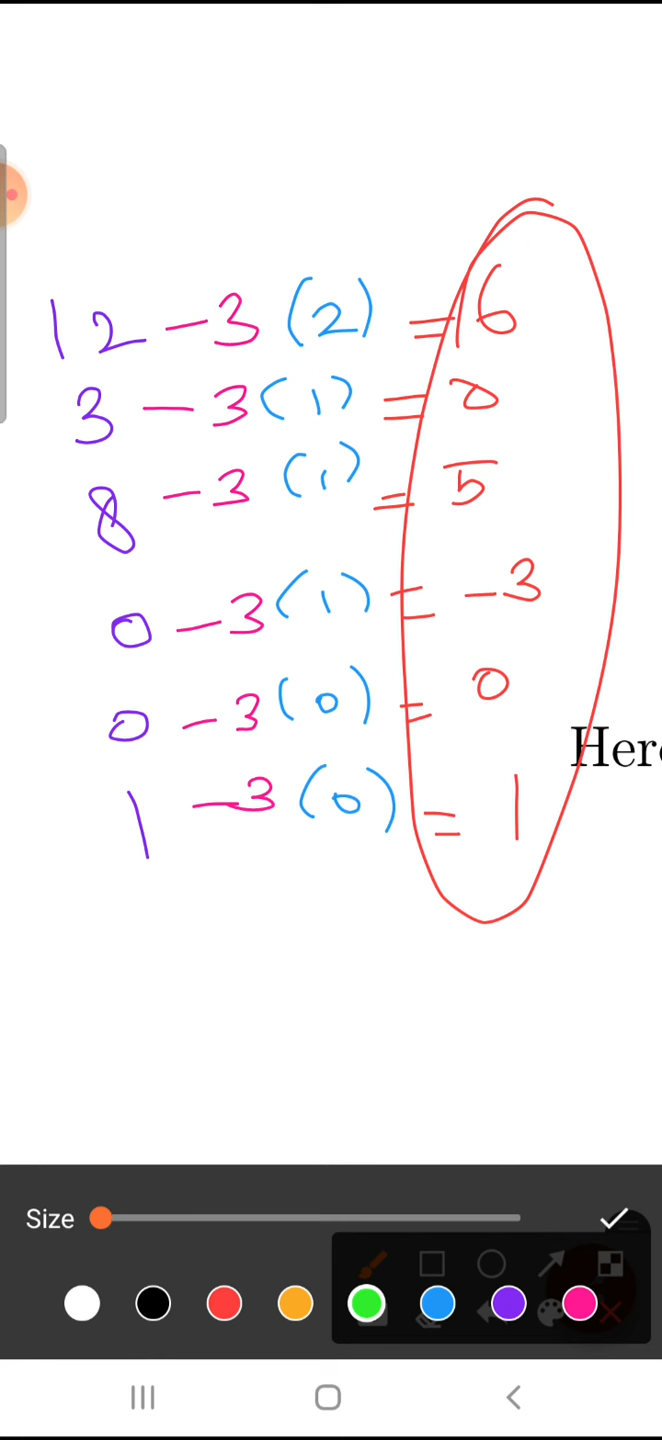 12 - 3 (2) = 6
3 - 3 (1) = 0
8 - 3 (1) = 5
0 - 3 (1) = -3
0 - 3 (0) = 0
1 - 3 (0) = 1
Her
Size